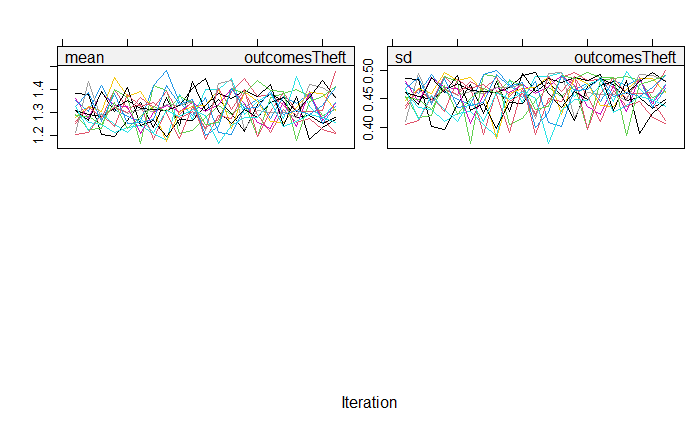 mean outcomesTheft
sd outcomesTheft
1.2 1.3 1.4
0.40 0.45 0.50
Iteration